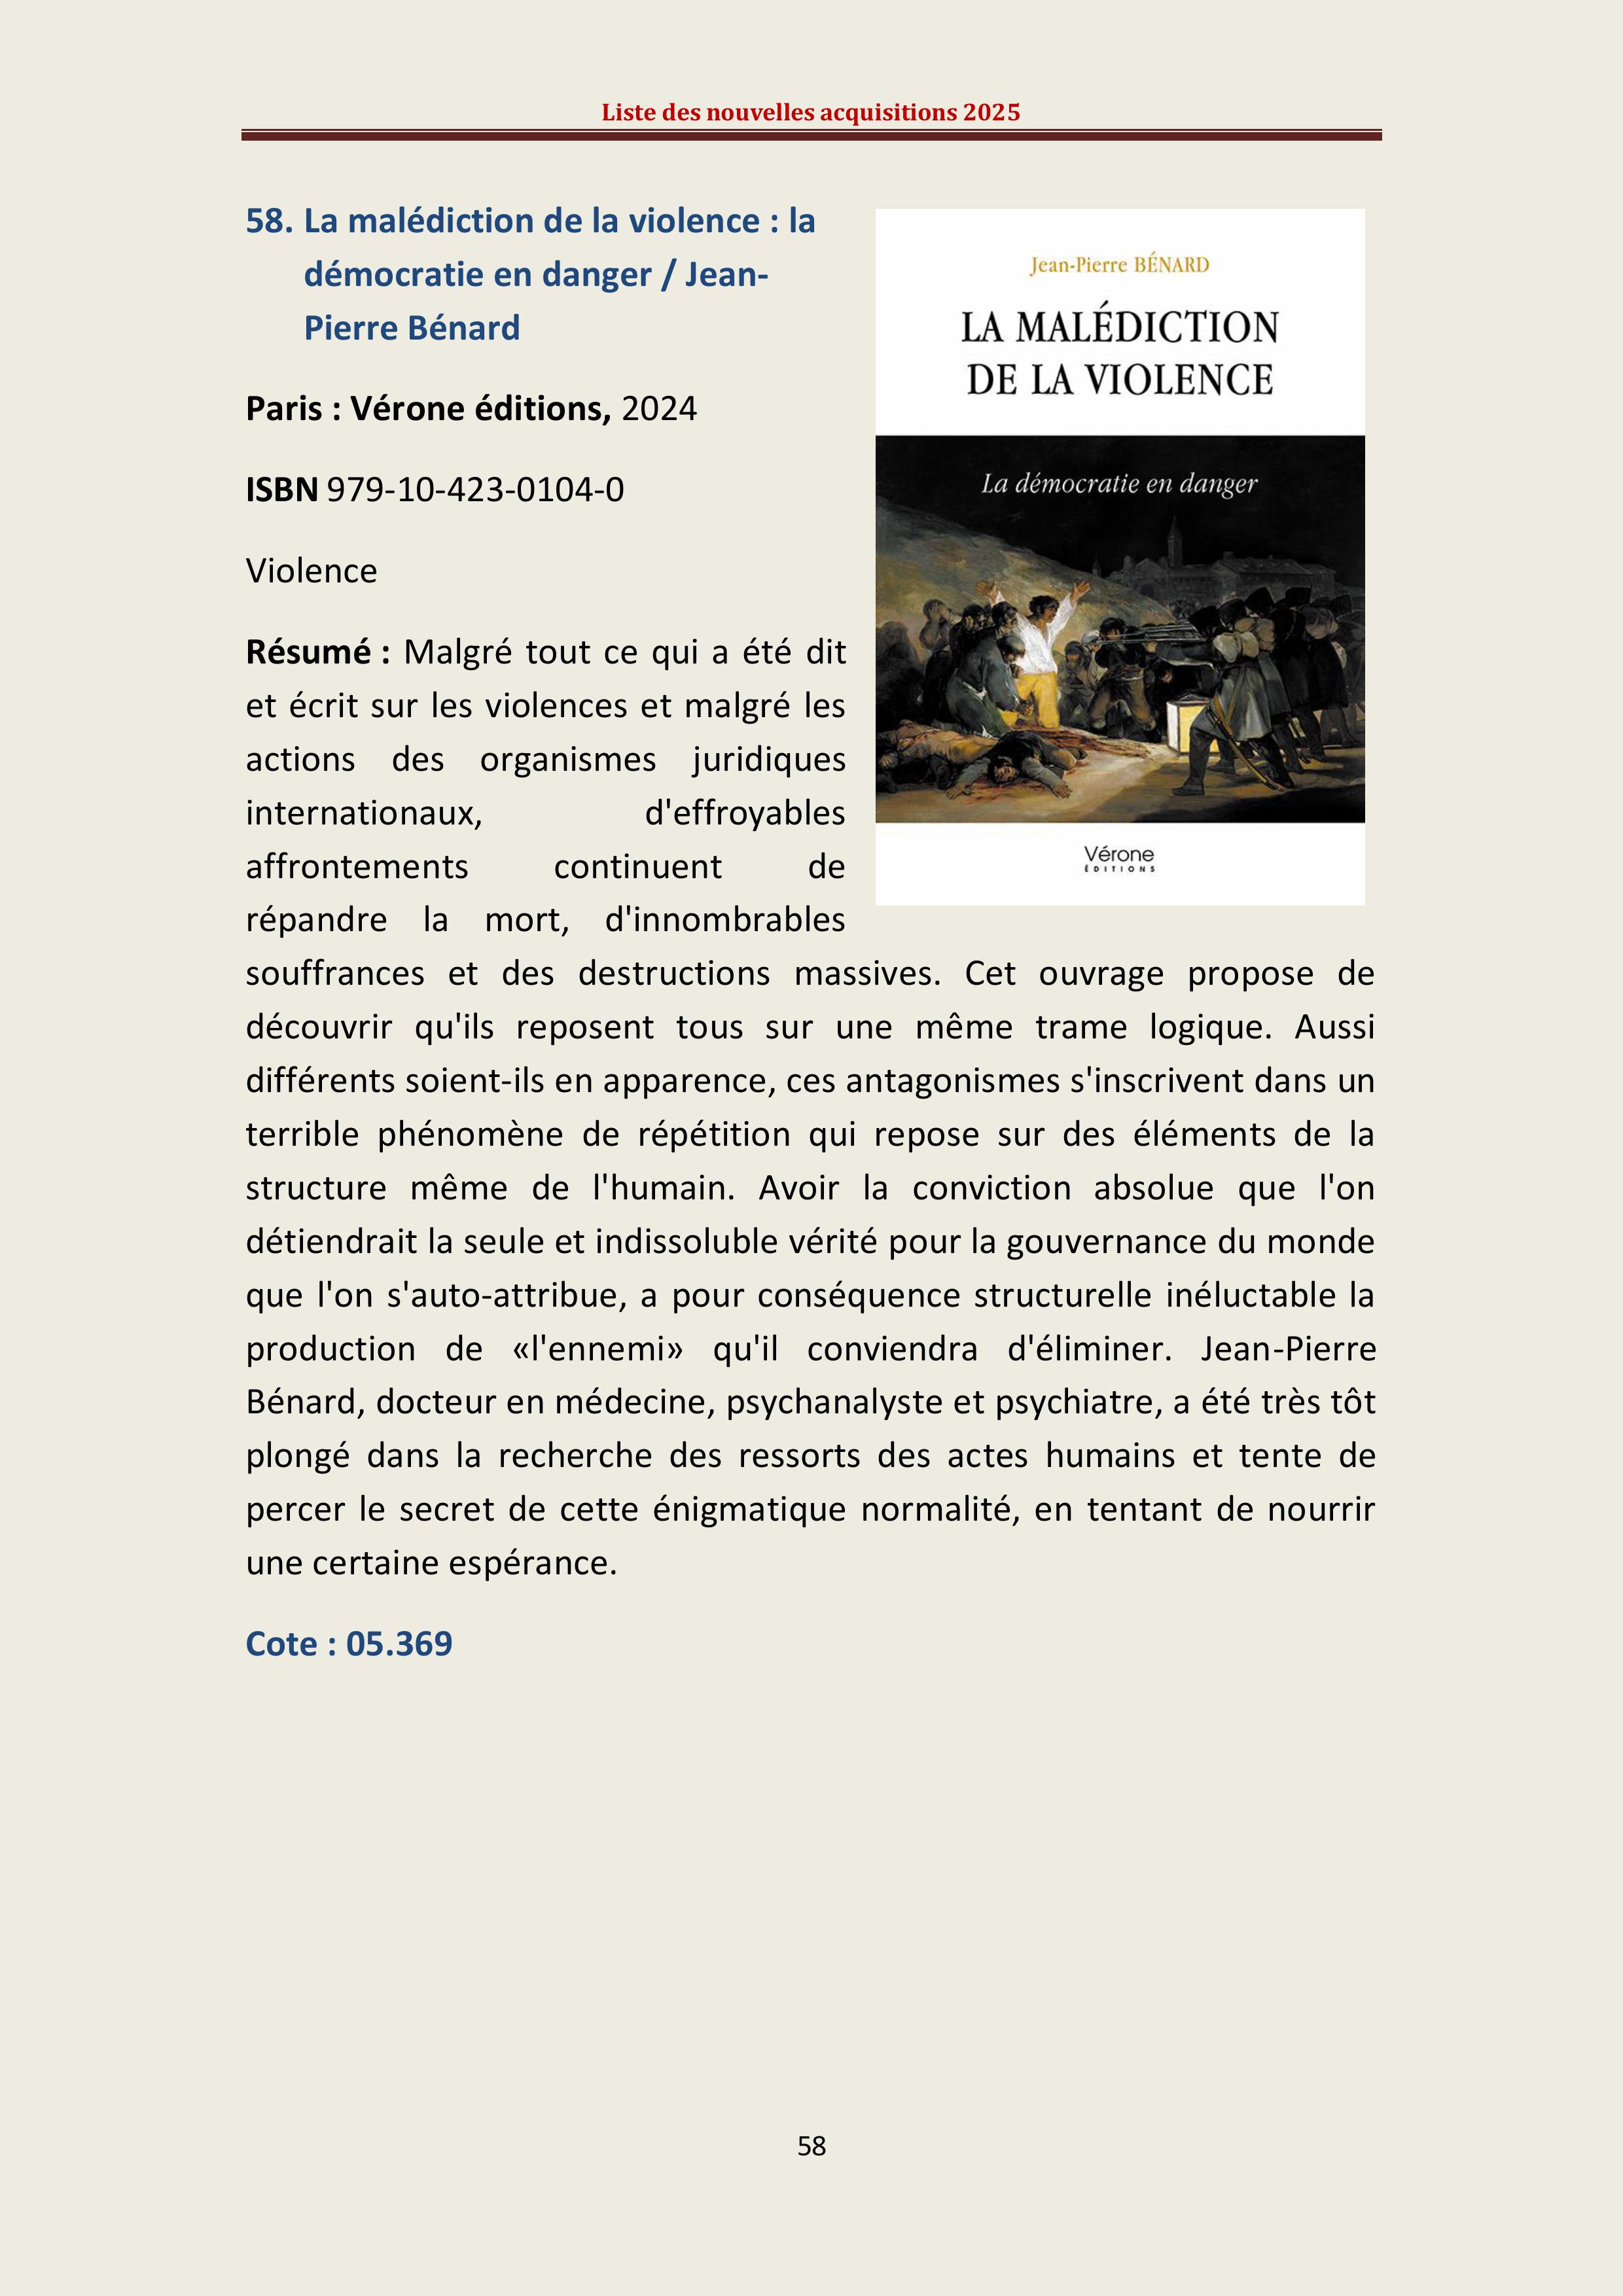 Liste des nouvelles acquisitions 2025
58. La malédiction de la violence : la
démocratie en danger / Jean-
Pierre Bénard
Paris : Vérone éditions, 2024
ISBN 979-10-423-0104-0
Violence
Résumé : Malgré tout ce qui a été dit
et écrit sur les violences et malgré les
actions des organismes juridiques
internationaux, d'effroyables
affrontements continuent de
répandre la mort, d'innombrables
souffrances et des destructions massives. Cet ouvrage propose de
découvrir qu'ils reposent tous sur une même trame logique. Aussi
différents soient-ils en apparence, ces antagonismes s'inscrivent dans un
terrible phénomène de répétition qui repose sur des éléments de la
structure même de l'humain. Avoir la conviction absolue que l'on
détiendrait la seule et indissoluble vérité pour la gouvernance du monde
que l'on s'auto-attribue, a pour conséquence structurelle inéluctable la
production de «l'ennemi» qu'il conviendra d'éliminer. Jean-Pierre
Bénard, docteur en médecine, psychanalyste et psychiatre, a été très tôt
plongé dans la recherche des ressorts des actes humains et tente de
percer le secret de cette énigmatique normalité, en tentant de nourrir
une certaine espérance.
Cote : 05.369
Jean-Pierre BÉNARD
LA MALÉDICTION
DE LA VIOLENCE
La démocratie en danger
Vérone
ÉDITIONS
58